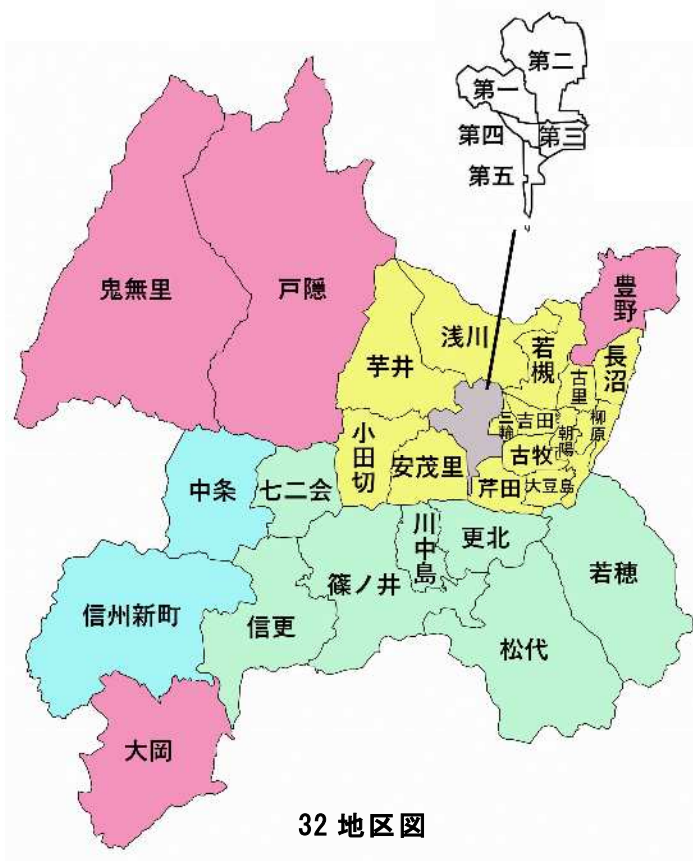 第二
第一
第四
第三
第五
鬼無里
戸隠
豊野
浅川
若槻
長沼
芋井
古里
三輪
吉田
柳原
朝陽
小田切
安茂里
古牧
芹田
大豆島
中条
七二会
川中島
更北
若穂
篠ノ井
信州新町
信更
松代
大岡
32 地区図